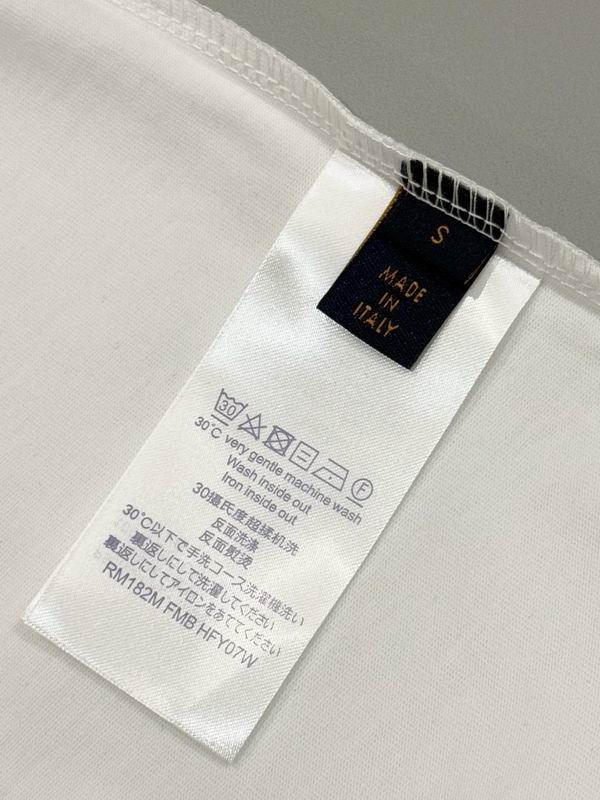 S
MADE
IN
ITALY
30
F
30°C very gentle machine wash
Wash inside out
Iron inside out
30攝氏度超揉机洗
反面洗涤
反面熨烫
30°C以下で手洗コース洗濯機洗い
裏返しにして洗濯してください
裏返しにしてアイロンをあててください
RM182M FMB HFY07W